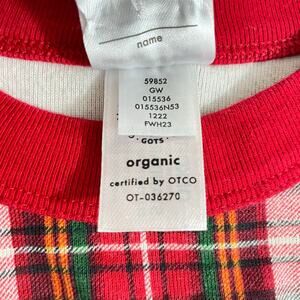 name
59852
GW
015536
015536N53
1222
FWH23
GOTS
organic
certified by OTCO
OT-036270